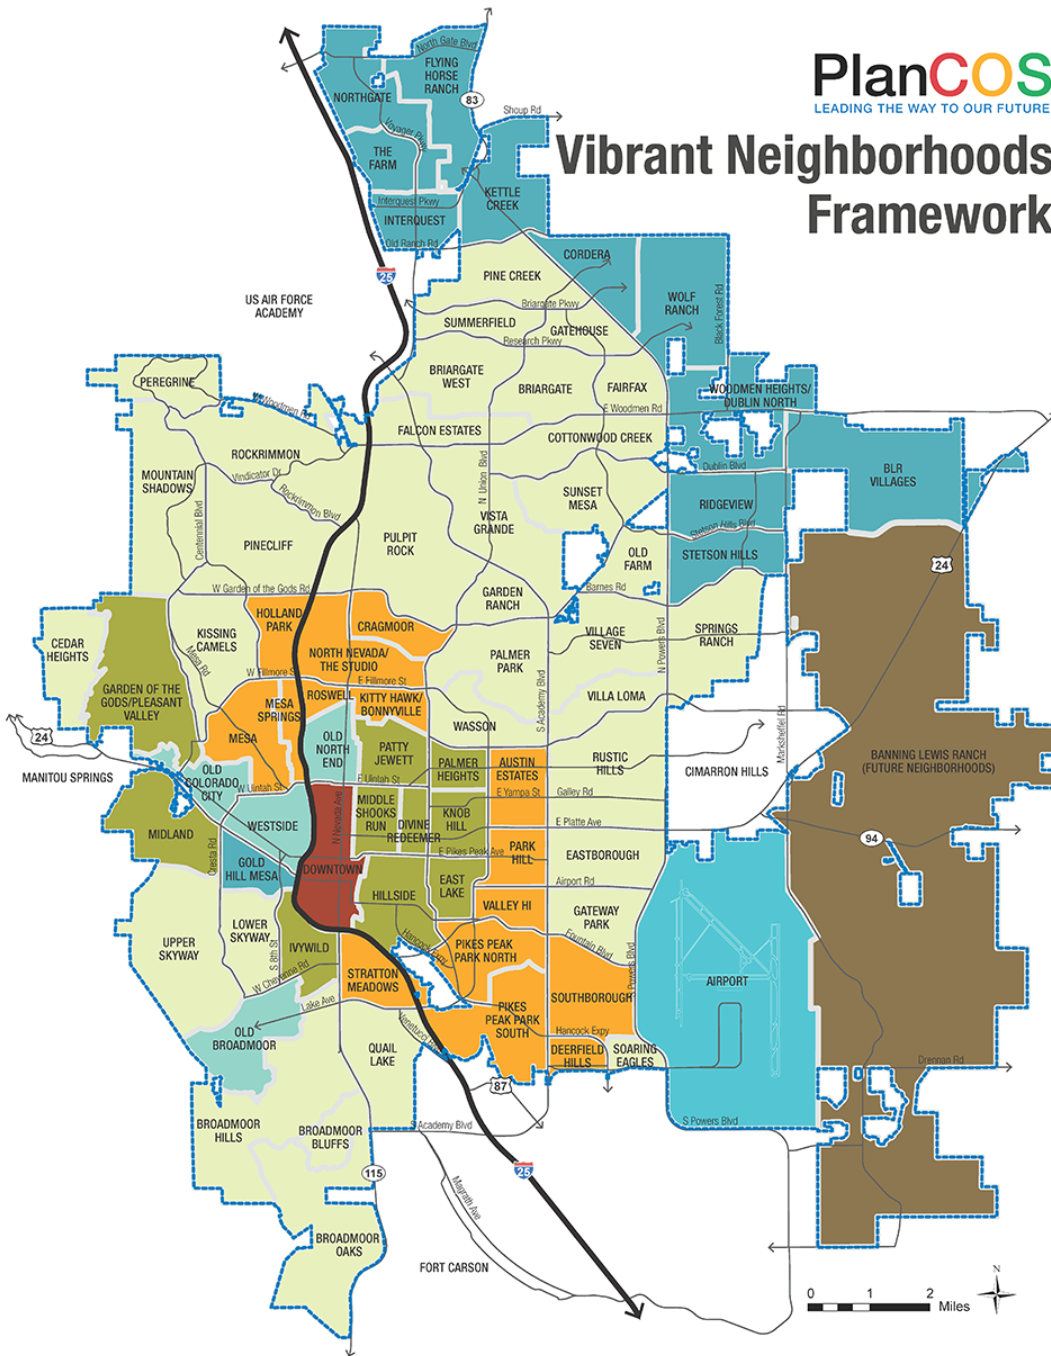 PlanCOS
LEADING THE WAY TO OUR FUTURE
Vibrant Neighborhoods
Framework
North Gate Blvd
FLYING
HORSE
RANCH
NORTHGATE
83
Shoup Rd
Voyager Pkwy
THE
FARM
KETTLE
CREEK
Interquest Pkwy
INTERQUEST
Old Ranch Rd
CORDERA
25
PINE CREEK
US AIR FORCE
ACADEMY
WOLF
RANCH
Black Forest Rd
Briargate Pkwy
SUMMERFIELD
GATEHOUSE
Research Pkwy
PEREGRINE
BRIARGATE
WEST
BRIARGATE
FAIRFAX
WOODMEN HEIGHTS/
DUBLIN NORTH
W Woodmen Rd
E Woodmen Rd
FALCON ESTATES
COTTONWOOD CREEK
ROCKRIMMON
MOUNTAIN
SHADOWS
Vindicator Dr
Rockrimmon Blvd
N Union Blvd
Dublin Blvd
BLR
VILLAGES
SUNSET
MESA
RIDGEVIEW
VISTA
GRANDE
Stetson Hills Blvd
Centennial Blvd
PINECLIFF
PULPIT
ROCK
OLD
FARM
STETSON HILLS
24
W Garden of the Gods Rd
GARDEN
RANCH
Barnes Rd
HOLLAND
PARK
CRAGMOOR
KISSING
CAMELS
VILLAGE
SEVEN
SPRINGS
RANCH
CEDAR
HEIGHTS
NORTH NEVADA/
THE STUDIO
PALMER
PARK
N Powers Blvd
Mesa Rd
W Fillmore St
E Fillmore St
GARDEN OF THE
GODS/PLEASANT
VALLEY
ROSWELL
KITTY HAWK/
BONNYVILLE
VILLA LOMA
S Academy Blvd
MESA
SPRINGS
WASSON
Marksheffel Rd
24
MESA
OLD
NORTH
END
PATTY
JEWETT
RUSTIC
HILLS
BANNING LEWIS RANCH
(FUTURE NEIGHBORHOODS)
MANITOU SPRINGS
OLD
COLORADO
CITY
PALMER
HEIGHTS
AUSTIN
ESTATES
CIMARRON HILLS
W Uintah St
E Uintah St
E Yampa St
Galley Rd
MIDDLE
SHOOKS
RUN
DIVINE
REDEEMER
KNOB
HILL
WESTSIDE
N Nevada Ave
E Platte Ave
94
MIDLAND
Cresta Rd
E Pikes Peak Ave
PARK
HILL
EASTBOROUGH
GOLD
HILL MESA
DOWNTOWN
EAST
LAKE
Airport Rd
HILLSIDE
VALLEY HI
GATEWAY
PARK
LOWER
SKYWAY
UPPER
SKYWAY
S 8th St
IVYWILD
Hancock Expy
PIKES PEAK
PARK NORTH
Fountain Blvd
W Cheyenne Rd
STRATTON
MEADOWS
S Powers Blvd
AIRPORT
Lake Ave
SOUTHBOROUGH
PIKES
PEAK PARK
SOUTH
OLD
BROADMOOR
Hancock Expy
QUAIL
LAKE
DEERFIELD
HILLS
SOARING
EAGLES
Drennan Rd
87
BROADMOOR
HILLS
BROADMOOR
BLUFFS
S Academy Blvd
S Powers Blvd
115
25
Magrath Ave
BROADMOOR
OAKS
FORT CARSON
N
0 1 2
Miles